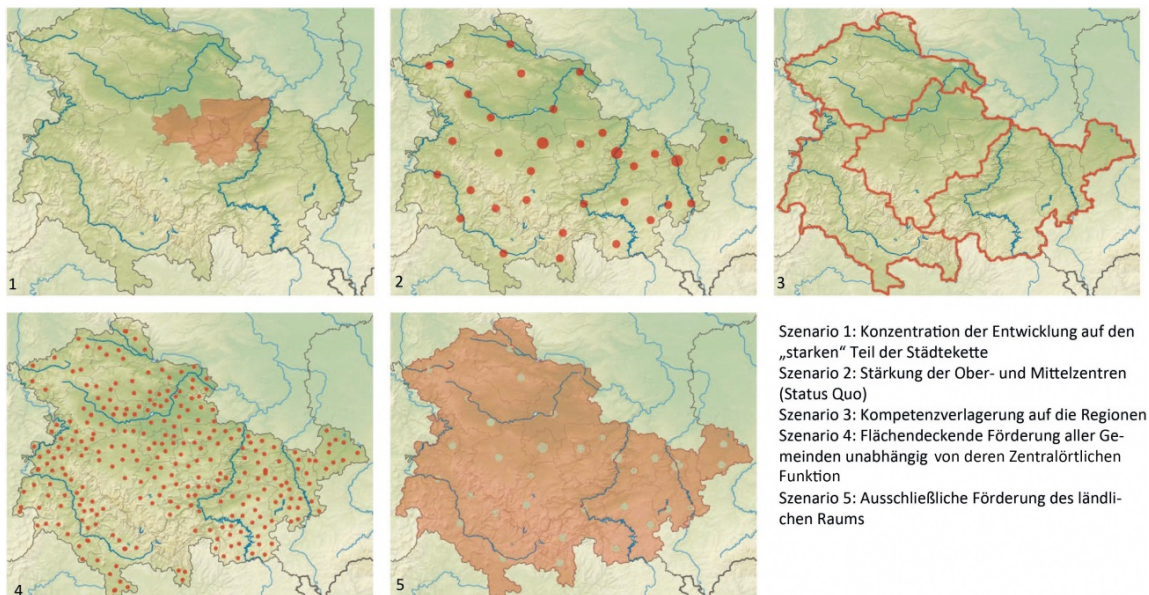 1
2
3
4
5
Szenario 1: Konzentration der Entwicklung auf den
„starken“ Teil der Städtekette
Szenario 2: Stärkung der Ober- und Mittelzentren
(Status Quo)
Szenario 3: Kompetenzverlagerung auf die Regionen
Szenario 4: Flächendeckende Förderung aller Ge-
meinden unabhängig von deren Zentralörtlichen
Funktion
Szenario 5: Ausschließliche Förderung des ländli-
chen Raums